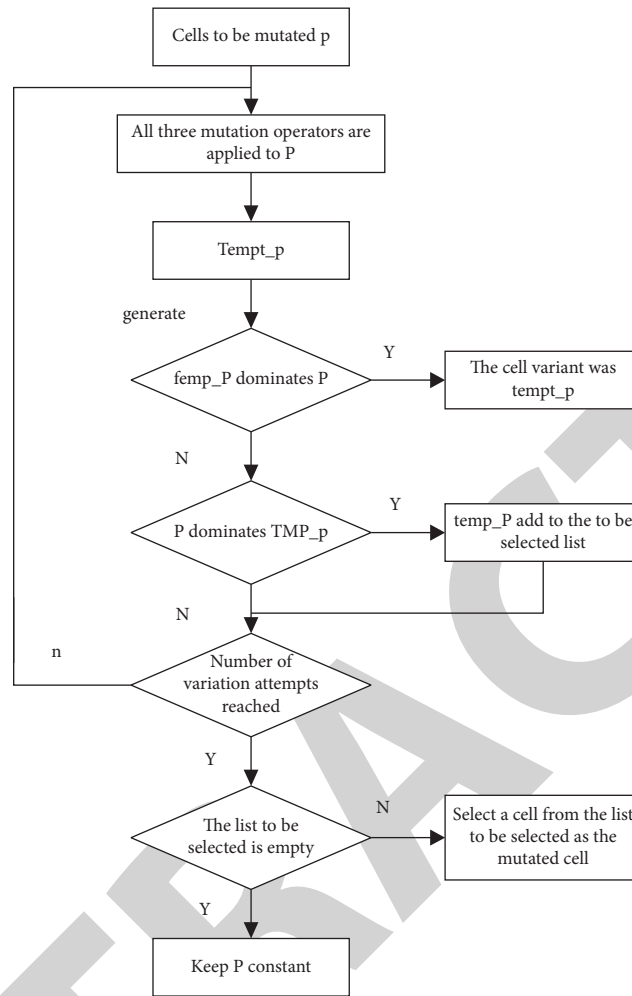 Cells to be mutated p
All three mutation operators are
applied to P
Tempt_p
generate
femp_P dominates P
Y
The cell variant was
tempt_p
N
P dominates TMP_p
Y
temp_P add to the to be
selected list
N
n
Number of
variation attempts
reached
Y
The list to be
selected is empty
N
Select a cell from the list
to be selected as the
mutated cell
Y
Keep P constant
TRACT